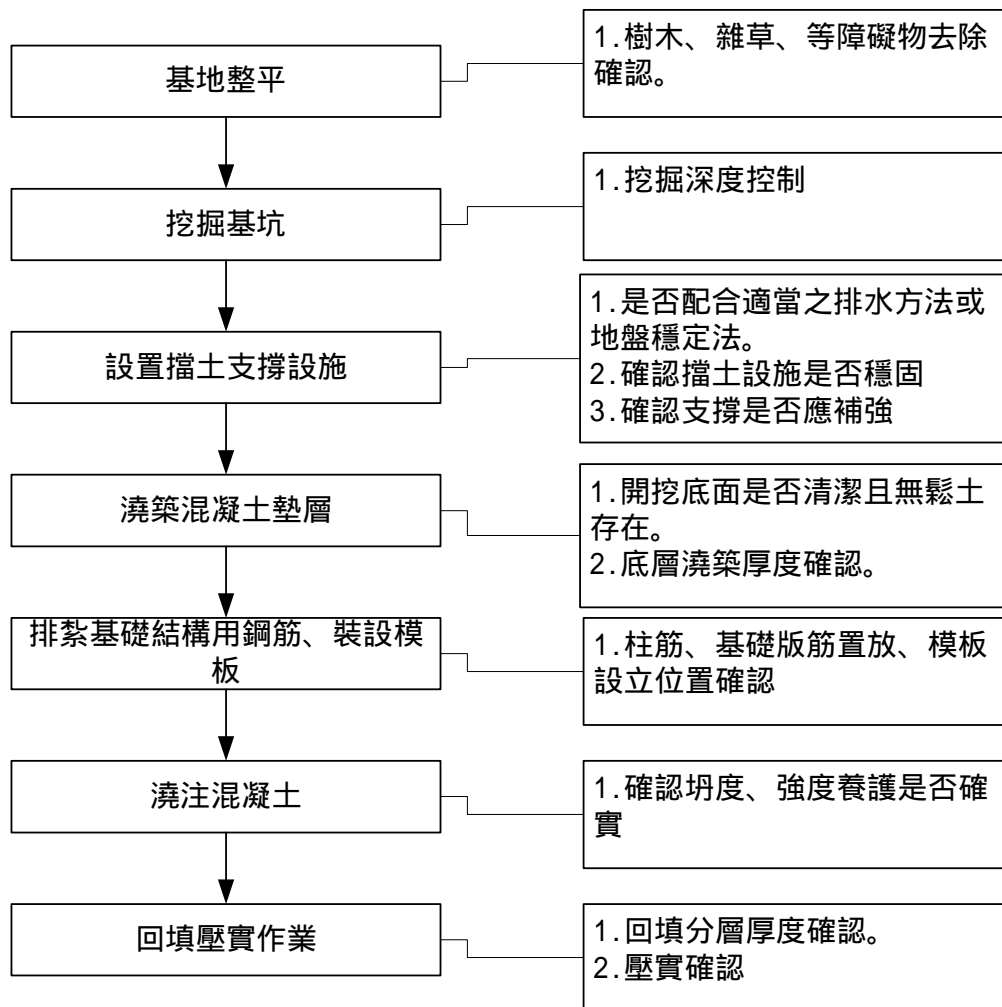 基地整平
1.樹木、雜草、等障礙物去除
確認。
挖掘基坑
1.挖掘深度控制
設置擋土支撐設施
1.是否配合適當之排水方法或
地盤穩定法。
2.確認擋土設施是否穩固
3.確認支撐是否應補強
澆築混凝土墊層
1.開挖底面是否清潔且無鬆土
存在。
2.底層澆築厚度確認。
排紮基礎結構用鋼筋、裝設模
板
1.柱筋、基礎版筋置放、模板
設立位置確認
澆注混凝土
1.確認坍度、強度養護是否確
實
回填壓實作業
1.回填分層厚度確認。
2.壓實確認